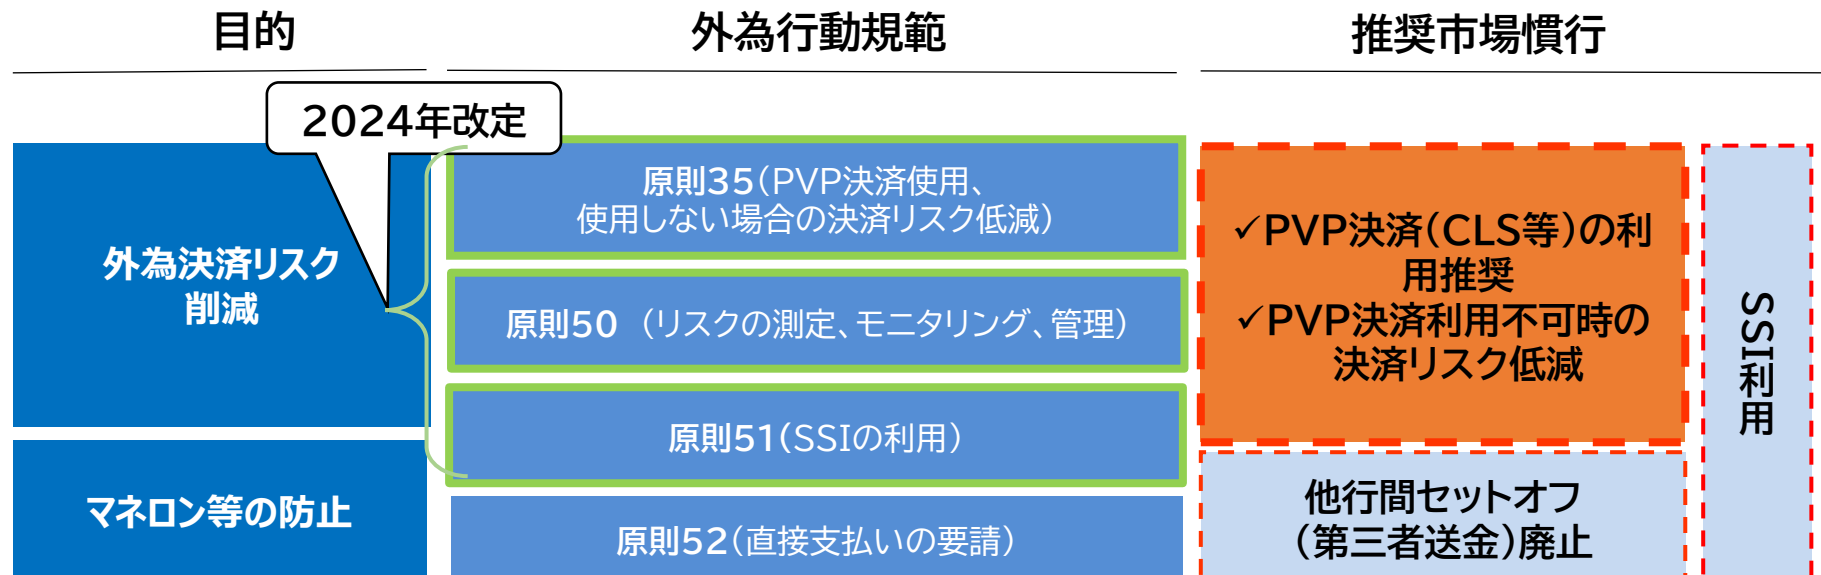 目的
外為行動規範
推奨市場慣行
2024年改定
外為決済リスク
削減
マネロン等の防止
原則35(PVP決済使用、
使用しない場合の決済リスク低減)
原則50 (リスクの測定、モニタリング、管理)
原則51(SSIの利用)
原則52(直接支払いの要請)
✓PVP決済(CLS等)の利
用推奨
✓PVP決済利用不可時の
決済リスク低減
他行間セットオフ
(第三者送金)廃止
SSI利用